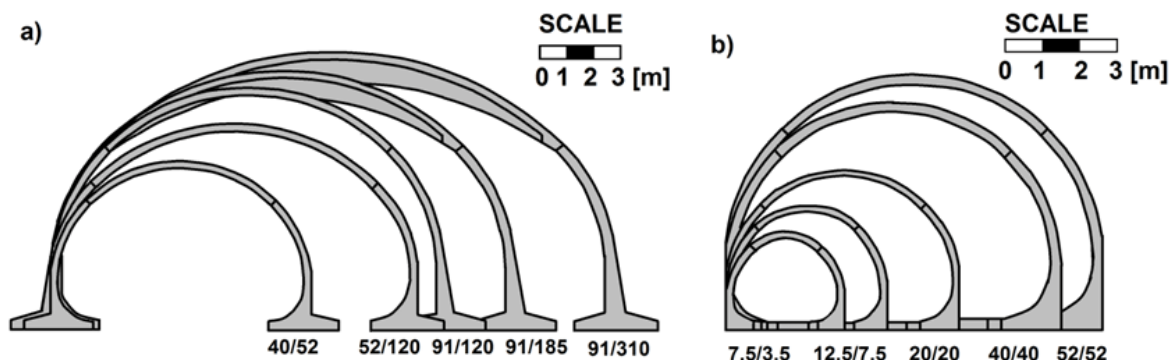 a)
SCALE
0 1 2 3 [m]
40/52 52/120 91/120 91/185 91/310
b)
SCALE
0 1 2 3 [m]
7.5/3.5 12.5/7.5 20/20 40/40 52/52